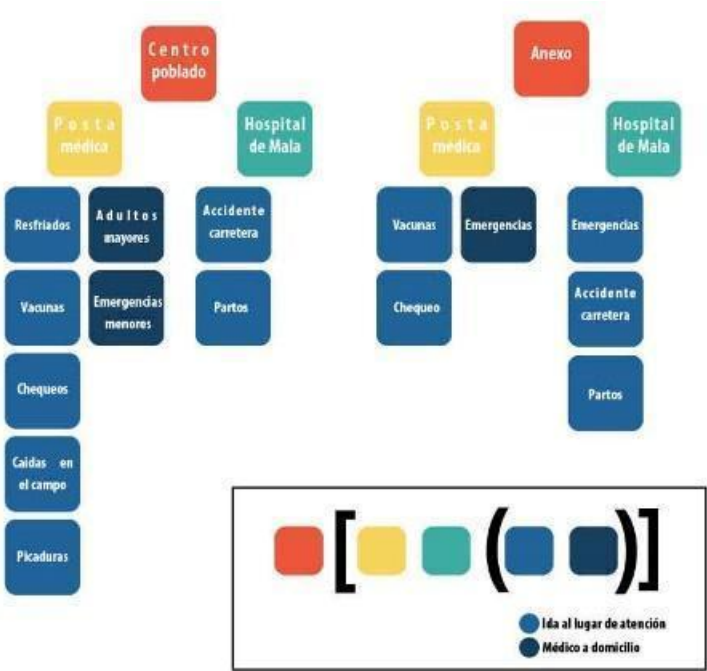 Centro
poblado
Anexo
Posta
médica
Hospital
de Mala
Posta
médica
Hospital
de Mala
Resfriados
Adultos
mayores
Accidente
carretera
Vacunas
Emergencias
Emergencias
Vacunas
Emergencias
menores
Partos
Chequeo
Accidente
carretera
Chequeos
Partos
Caidas en
el campo
Picaduras
[ ( )]
Ida al lugar de atención
Médico a domicilio